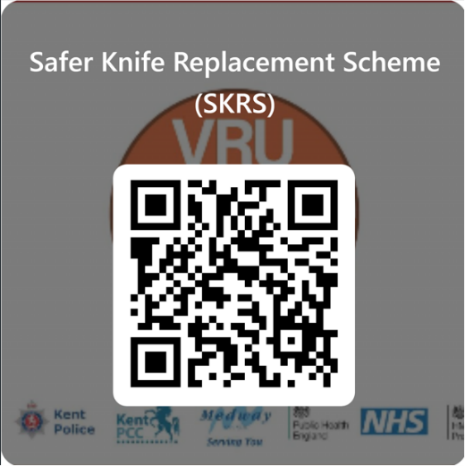 Safer Knife Replacement Scheme
(SKRS)
VRU
Kent
Police
Kent
PCC
Medway
Serving You
Public Health
England
NHS